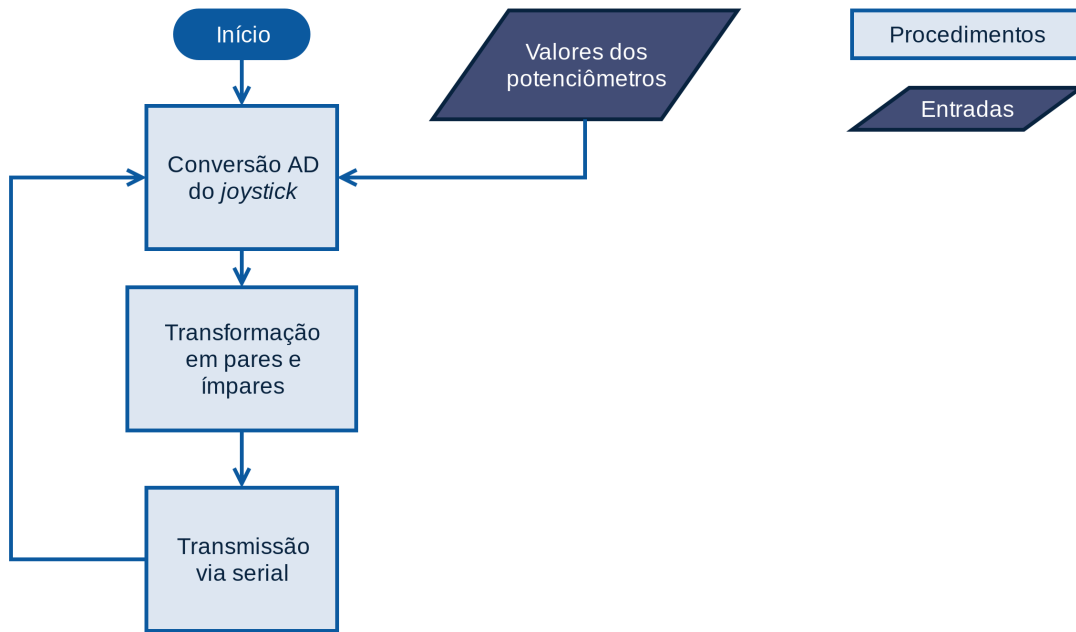 Início
Valores dos
potenciômetros
Procedimentos
Entradas
Conversão AD
do joystick
Transformação
em pares e
ímpares
Transmissão
via serial